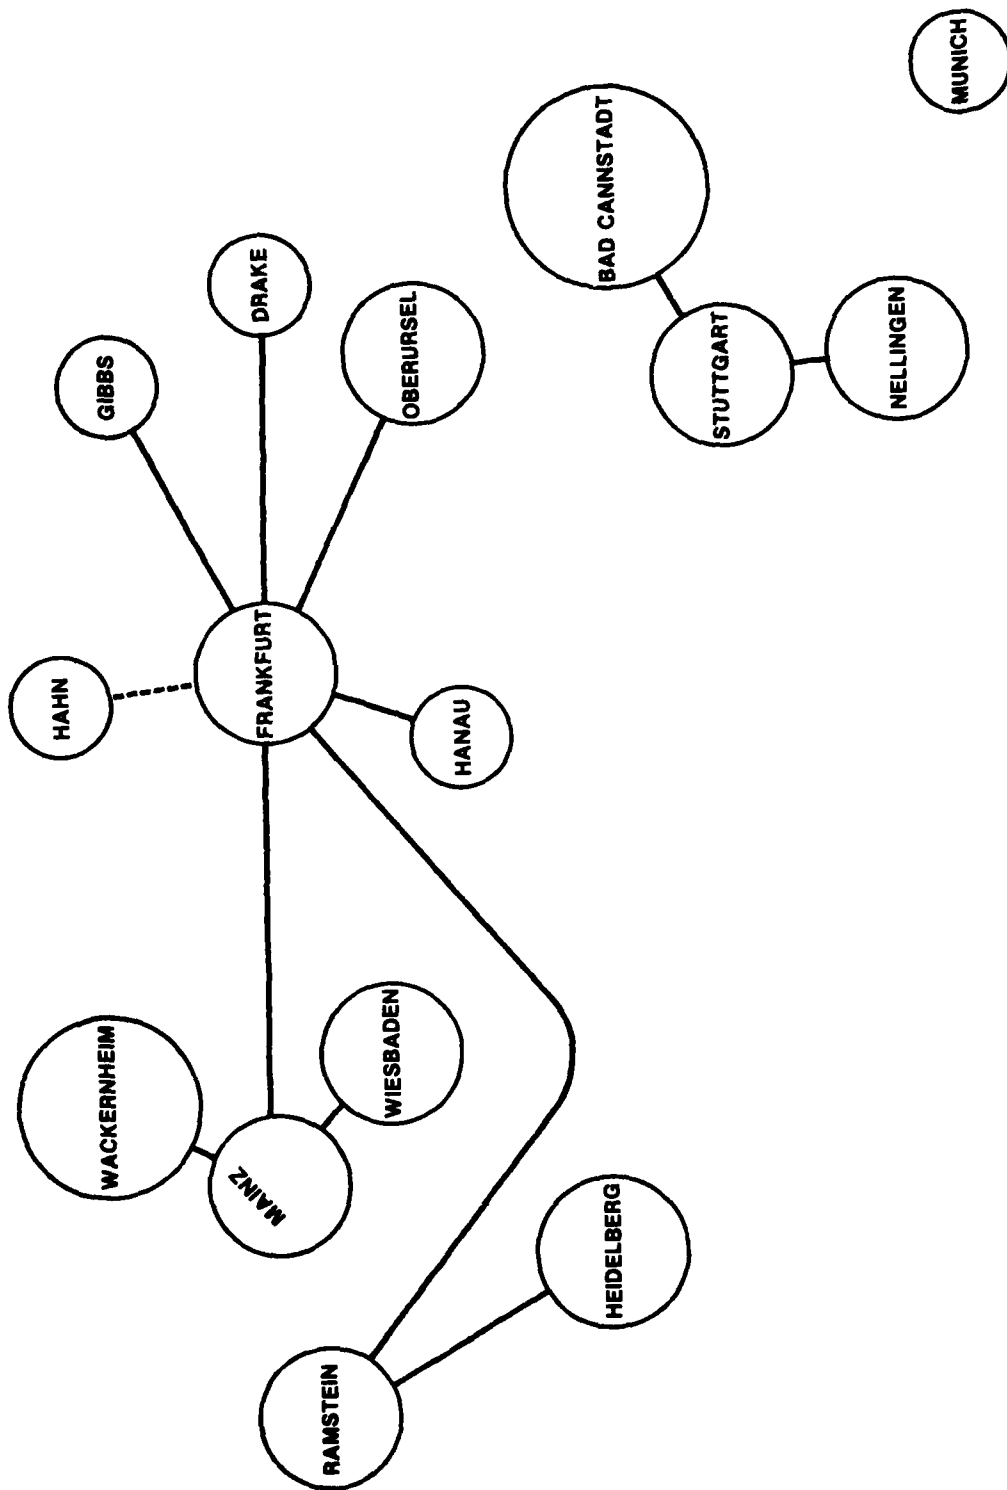 HAHN
GIBBS
DRAKE
OBERURSEL
FRANKFURT
HANAU
WACKERNHEIM
MAINZ
WIESBADEN
RAMSTEIN
HEIDELBERG
BAD CANNSTADT
STUTTGART
NELLINGEN
MUNICH